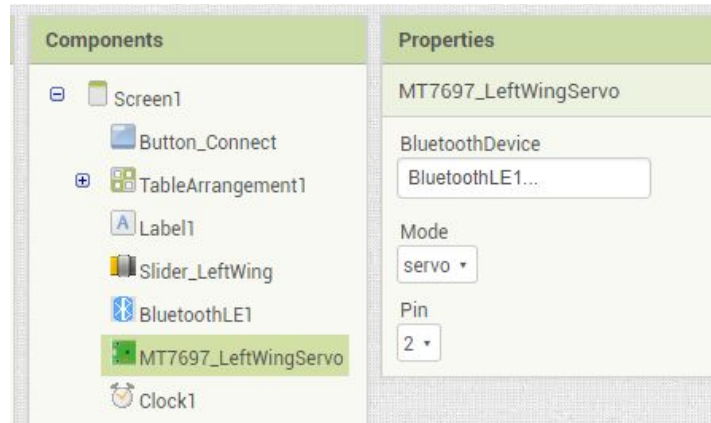 Components
Screen1
Button_Connect
TableArrangement1
A Label1
Slider_LeftWing
BluetoothLE1
MT7697_LeftWingServo
Clock1
Properties
MT7697_LeftWingServo
BluetoothDevice
BluetoothLE1...
Mode
servo
Pin
2